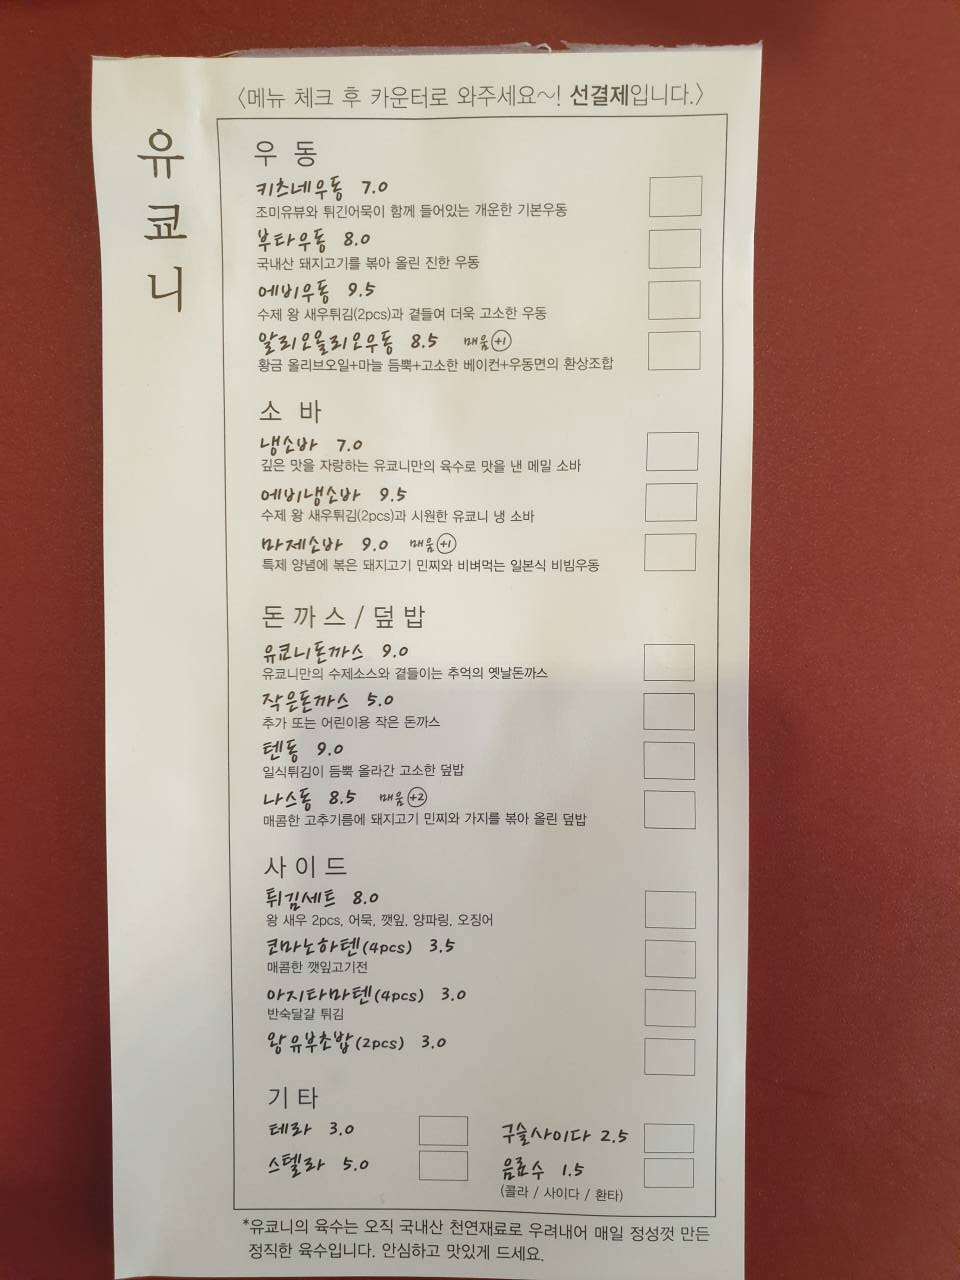 <메뉴 체크 후 카운터로 와주세요~! 선결제입니다.>
유쿄니
우 동
키츠네우동 7.0
조미유뷰와 튀긴어묵이 함께 들어있는 개운한 기본우동
부타우동 8.0
국내산 돼지고기를 볶아 올린 진한 우동
에비우동 9.5
수제 왕 새우튀김(2pcs)과 곁들여 더욱 고소한 우동
알리오올리오우동 8.5 매움 +1
황금 올리브오일+마늘 듬뿍+고소한 베이컨+우동면의 환상조합
소 바
냉소바 7.0
깊은 맛을 자랑하는 유쿄니만의 육수로 맛을 낸 메밀 소바
에비냉소바 9.5
수제 왕 새우튀김(2pcs)과 시원한 유쿄니 냉 소바
마제소바 9.0 매움 +1
특제 양념에 볶은 돼지고기 민찌와 비벼먹는 일본식 비빔우동
돈까스/덮밥
유쿄니돈까스 9.0
유쿄니만의 수제소스와 곁들이는 추억의 옛날돈까스
작은돈까스 5.0
추가 또는 어린이용 작은 돈까스
텐동 9.0
일식튀김이 듬뿍 올라간 고소한 덮밥
나스동 8.5 매움 +2
매콤한 고추기름에 돼지고기 민찌와 가지를 볶아 올린 덮밥
사이드
튀김세트 8.0
왕 새우 2pcs, 어묵, 깻잎, 양파링, 오징어
코마노하텐(4pcs) 3.5
매콤한 깻잎고기전
아지타마텐(4pcs) 3.0
반숙달걀 튀김
왕유부초밥(2pcs) 3.0
기타
테라 3.0
구슬사이다 2.5
스텔라 5.0
음료수 1.5
(콜라 / 사이다 / 환타)
*유쿄니의 육수는 오직 국내산 천연재료로 우려내어 매일 정성껏 만든
정직한 육수입니다. 안심하고 맛있게 드세요.